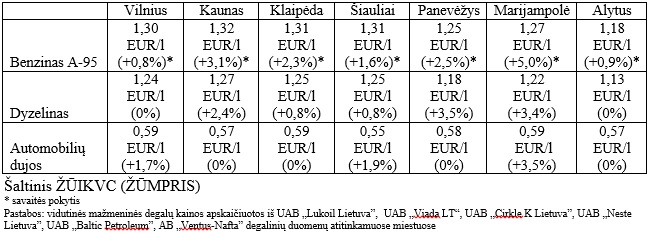 Vilnius Kaunas Klaipėda Šiauliai Panevėžys Marijampolė Alytus
Benzinas A-95 1,30 EUR/l (+0,8%)* 1,32 EUR/l (+3,1%)* 1,31 EUR/l (+2,3%)* 1,31 EUR/l (+1,6%)* 1,25 EUR/l (+2,5%)* 1,27 EUR/l (+5,0%)* 1,18 EUR/l (+0,9%)*
Dyzelinas 1,24 EUR/l (0%) 1,27 EUR/l (+2,4%) 1,25 EUR/l (+0,8%) 1,25 EUR/l (+0,8%) 1,18 EUR/l (+3,5%) 1,22 EUR/l (+3,4%) 1,13 EUR/l (0%)
Automobilių dujos 0,59 EUR/l (+1,7%) 0,57 EUR/l (0%) 0,59 EUR/l (0%) 0,55 EUR/l (+1,9%) 0,58 EUR/l (0%) 0,59 EUR/l (+3,5%) 0,57 EUR/l (0%)
Šaltinis ŽŪIKVC (ŽŪMPRIS)
* savaitės pokytis
Pastabos: vidutinės mažmeninės degalų kainos apskaičiuotos iš UAB „Lukoil Lietuva”, UAB „Viada LT“, UAB „Cirkle K Lietuva”, UAB „Neste
Lietuva”, UAB „Baltic Petroleum”, AB „Ventus-Nafta” degalinių duomenų atitinkamuose miestuose